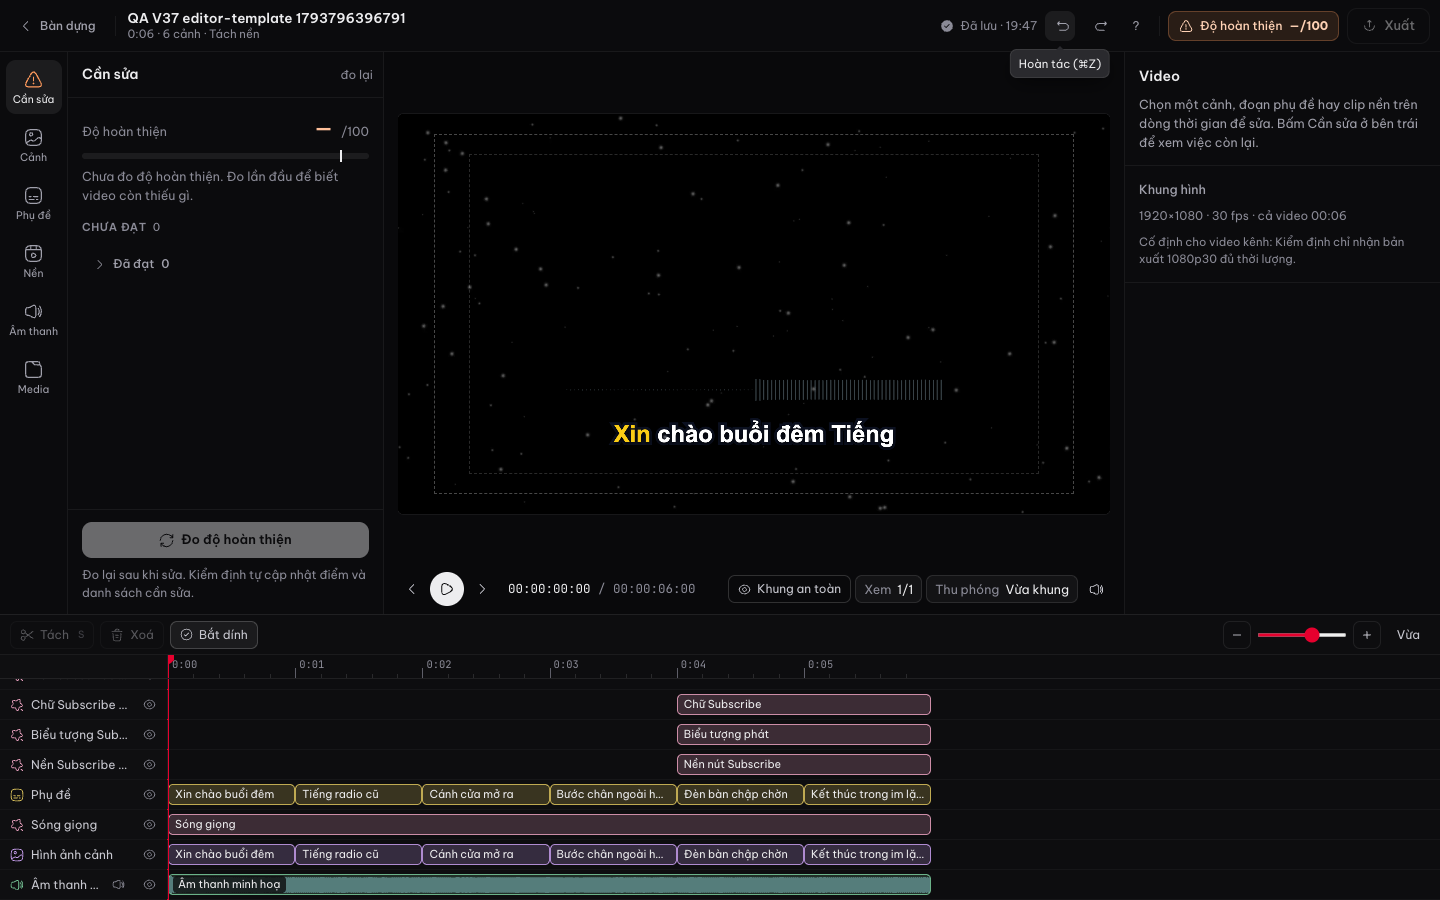 Bàn dựng
QA V37 editor-template 1793796396791
0:06 · 6 cảnh · Tách nền
Đã lưu · 19:47
?
Độ hoàn thiện –/100
Xuất
Hoàn tác (⌘Z)
Cần sửa
Cảnh
Phụ đề
Nền
Âm thanh
Media
Cần sửa
đo lại
Độ hoàn thiện
– /100
Chưa đo độ hoàn thiện. Đo lần đầu để biết
video còn thiếu gì.
CHƯA ĐẠT 0
Đã đạt 0
Đo độ hoàn thiện
Đo lại sau khi sửa. Kiểm định tự cập nhật điểm và
danh sách cần sửa.
Xin chào buổi đêm Tiếng
00:00:00:00 / 00:00:06:00
Khung an toàn
Xem 1/1
Thu phóng Vừa khung
Video
Chọn một cảnh, đoạn phụ đề hay clip nền trên
dòng thời gian để sửa. Bấm Cần sửa ở bên trái
để xem việc còn lại.
Khung hình
1920×1080 · 30 fps · cả video 00:06
Cố định cho video kênh: Kiểm định chỉ nhận bản
xuất 1080p30 đủ thời lượng.
Tách S
Xoá
Bắt dính
Vừa
0:00 0:01 0:02 0:03 0:04 0:05
Chữ Subscribe ...
Chữ Subscribe
Biểu tượng Sub...
Biểu tượng phát
Nền Subscribe ...
Nền nút Subscribe
Phụ đề
Xin chào buổi đêm
Tiếng radio cũ
Cánh cửa mở ra
Bước chân ngoài h...
Đèn bàn chập chờn
Kết thúc trong im lặ...
Sóng giọng
Sóng giọng
Hình ảnh cảnh
Xin chào buổi đêm
Tiếng radio cũ
Cánh cửa mở ra
Bước chân ngoài h...
Đèn bàn chập chờn
Kết thúc trong im lặ...
Âm thanh ...
Âm thanh minh hoạ